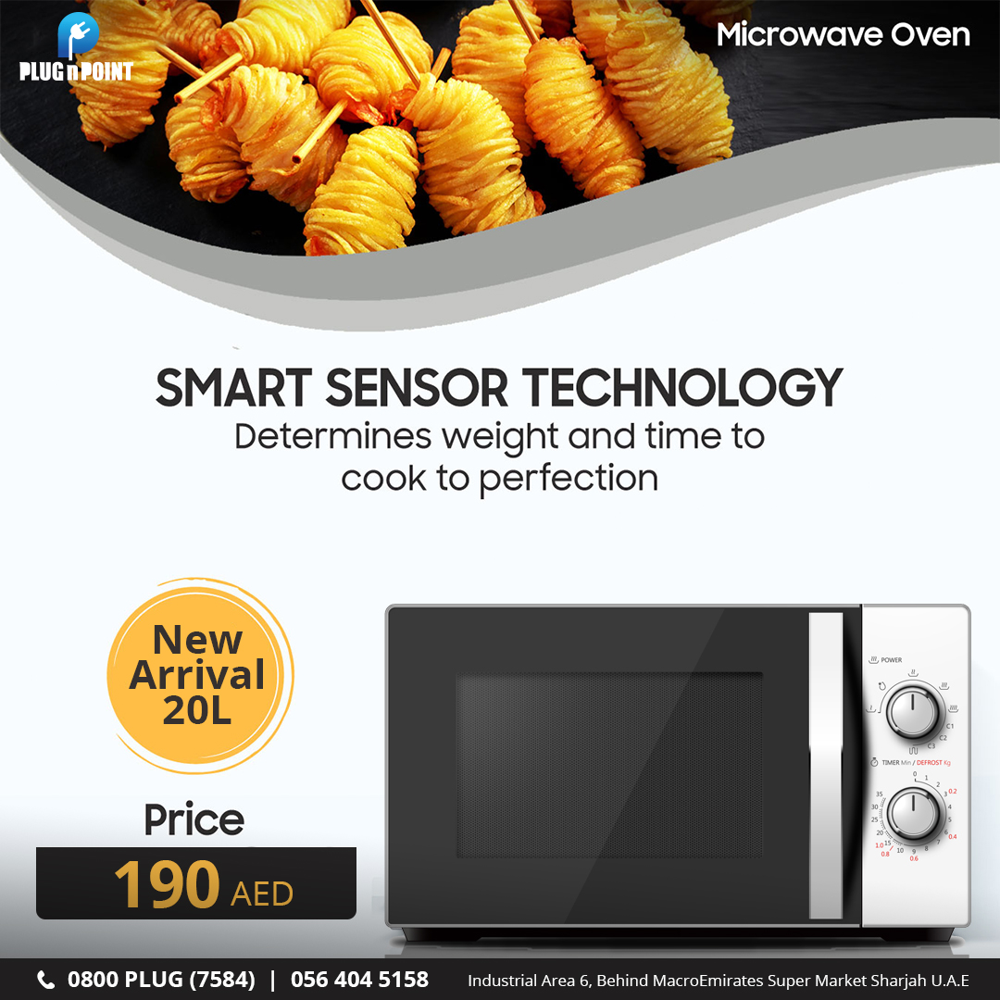 PLUG n POINT
Microwave Oven
SMART SENSOR TECHNOLOGY
Determines weight and time to
cook to perfection
New
Arrival
20L
Price
190 AED
POWER
C1
C2
C3
TIMER Min / DEFROST Kg
0
1
2
3
0.2
4
5
6
0.4
7
8
9
0.6
10
0.8
15
1.0
20
25
30
35
0800 PLUG (7584) | 056 404 5158
Industrial Area 6, Behind MacroEmirates Super Market Sharjah U.A.E